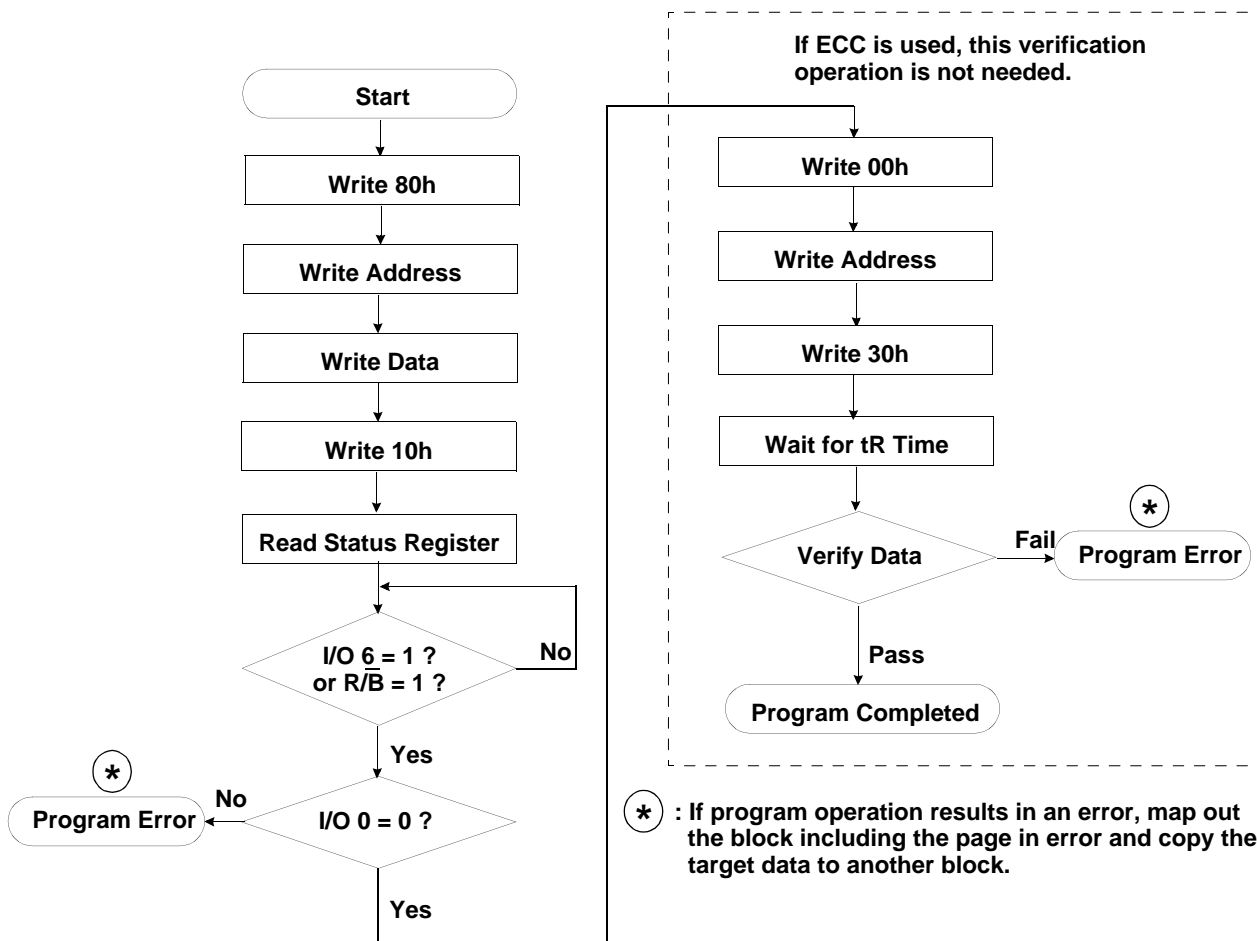 Start
Write 80h
Write Address
Write Data
Write 10h
Read Status Register
I/O 6 = 1 ?
or R/B̅ = 1 ?
No
Yes
*
No
Program Error
I/O 0 = 0 ?
Yes
If ECC is used, this verification
operation is not needed.
Write 00h
Write Address
Write 30h
Wait for tR Time
Verify Data
Fail
*
Program Error
Pass
Program Completed
* : If program operation results in an error, map out
the block including the page in error and copy the
target data to another block.